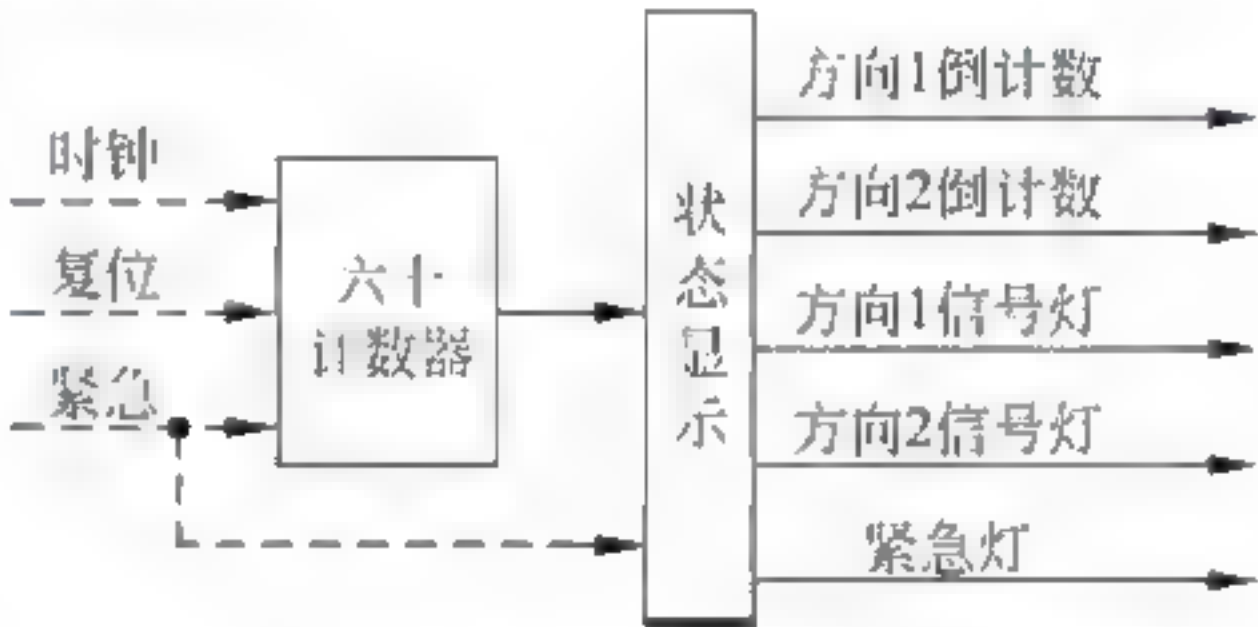 时钟
复位
紧急
六十
计数器
状态显示
方向1倒计数
方向2倒计数
方向1信号灯
方向2信号灯
紧急灯